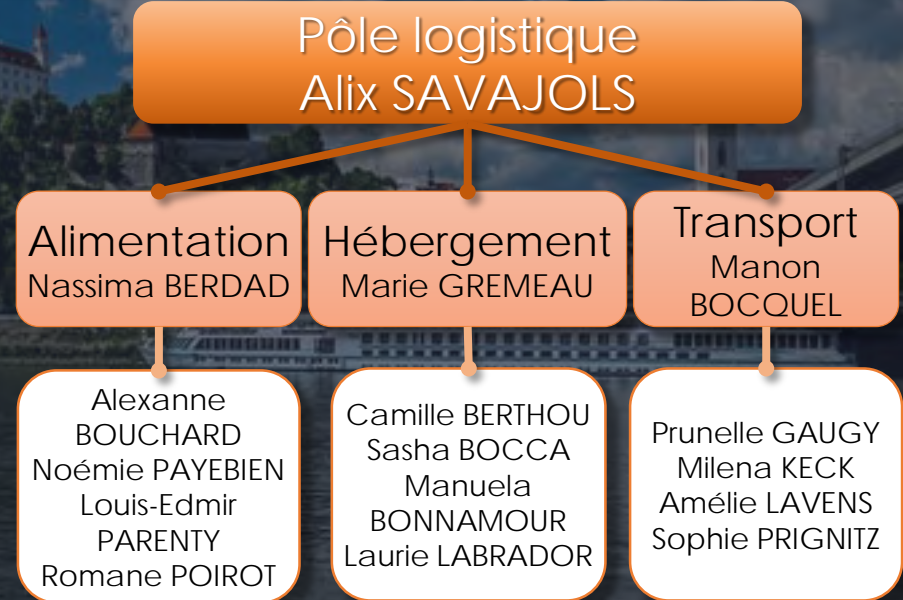 Pôle logistique
Alix SAVAJOLS
Alimentation
Nassima BERDAD
Hébergement
Marie GREMEAU
Transport
Manon
BOCQUEL
Alexanne
BOUCHARD
Noémie PAYEBIEN
Louis-Edmir
PARENTY
Romane POIROT
Camille BERTHOU
Sasha BOCCA
Manuela
BONNAMOUR
Laurie LABRADOR
Prunelle GAUGY
Milena KECK
Amélie LAVENS
Sophie PRIGNITZ